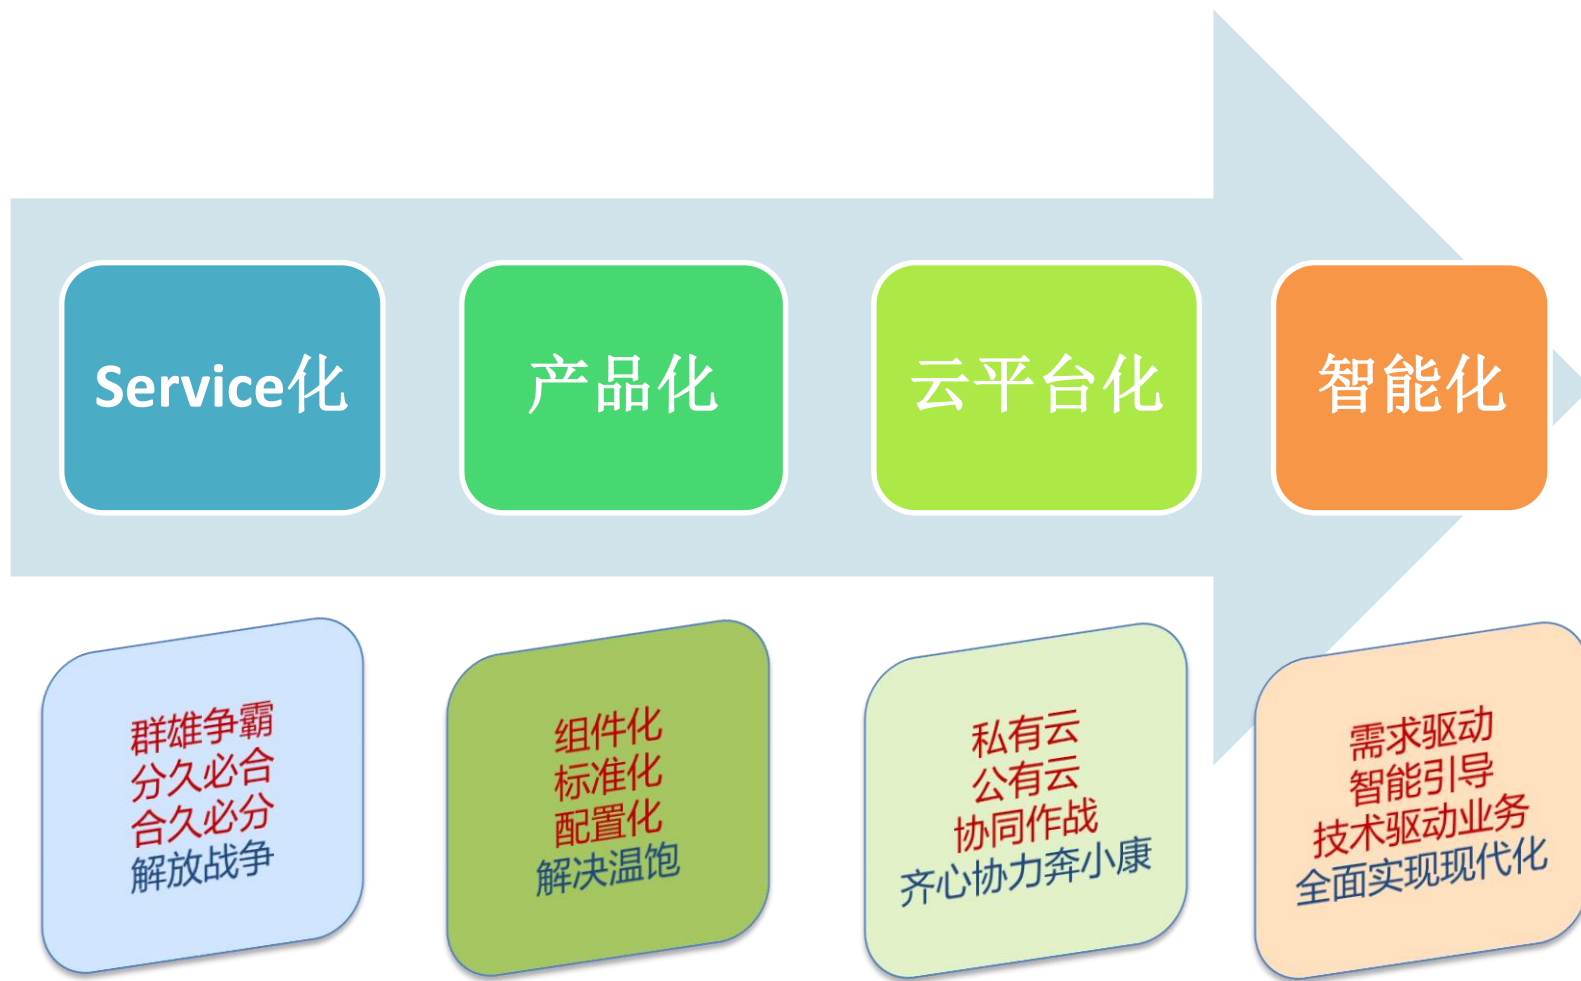 Service化
产品化
云平台化
智能化
群雄争霸
分久必合
合久必分
解放战争
组件化
标准化
配置化
解决温饱
私有云
公有云
协同作战
齐心协力奔小康
需求驱动
智能引导
技术驱动业务
全面实现现代化